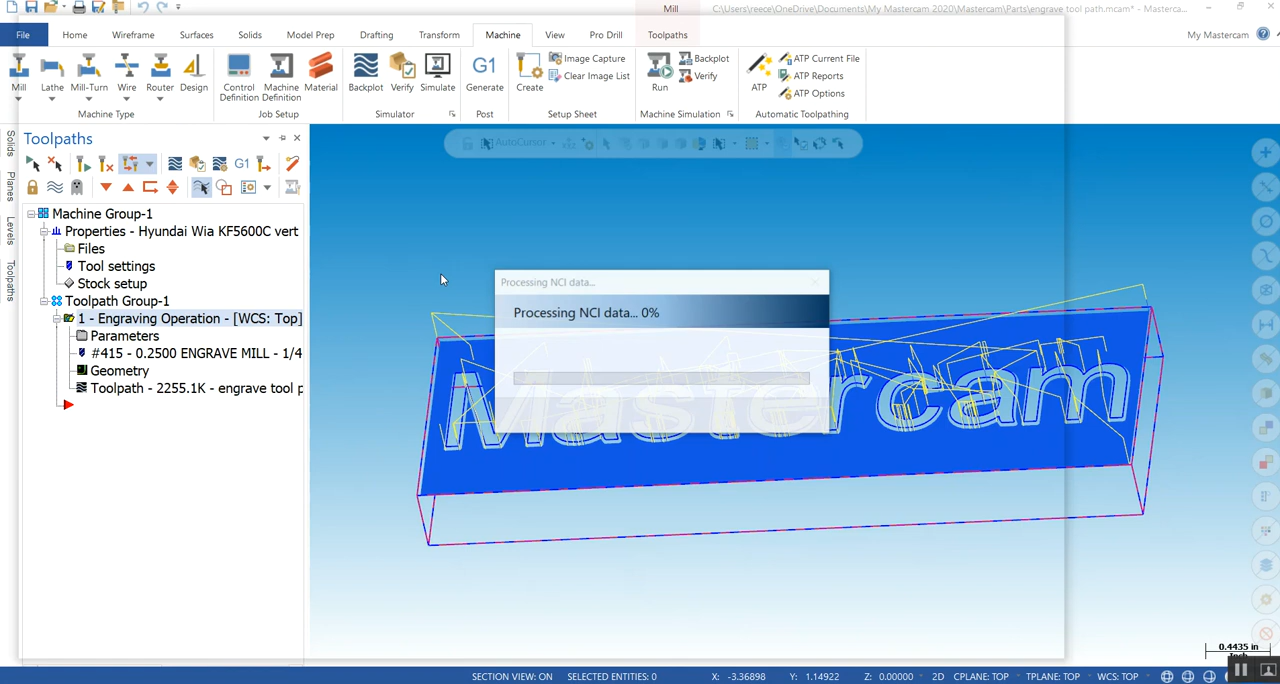 Mill
C:\Users\reece\OneDrive\Documents\My Mastercam 2020\Mastercam\Parts\engrave tool path.mcam* - Masterca...
File Home Wireframe Surfaces Solids Model Prep Drafting Transform Machine View Pro Drill Toolpaths My Mastercam
Mill Lathe Mill-Turn Wire Router Design
Machine Type
Control Definition Machine Definition Material
Job Setup
Backplot Verify Simulate
Simulator
G1 Generate
Post
Create Image Capture Clear Image List
Setup Sheet
Run Backplot Verify
Machine Simulation
ATP ATP Current File ATP Reports ATP Options
Automatic Toolpathing
Solids
Planes
Levels
Toolpaths
Toolpaths
G1
AutoCursor
Machine Group-1
Properties - Hyundai Wia KF5600C vert
Files
Tool settings
Stock setup
Toolpath Group-1
1 - Engraving Operation - [WCS: Top]
Parameters
#415 - 0.2500 ENGRAVE MILL - 1/4
Geometry
Toolpath - 2255.1K - engrave tool p
Processing NCI data...
Processing NCI data... 0%
Mastercam
0.4435 in
Inch
SECTION VIEW: ON SELECTED ENTITIES: 0 X: -3.36898 Y: 1.14922 Z: 0.00000 2D CPLANE: TOP TPLANE: TOP WCS: TOP